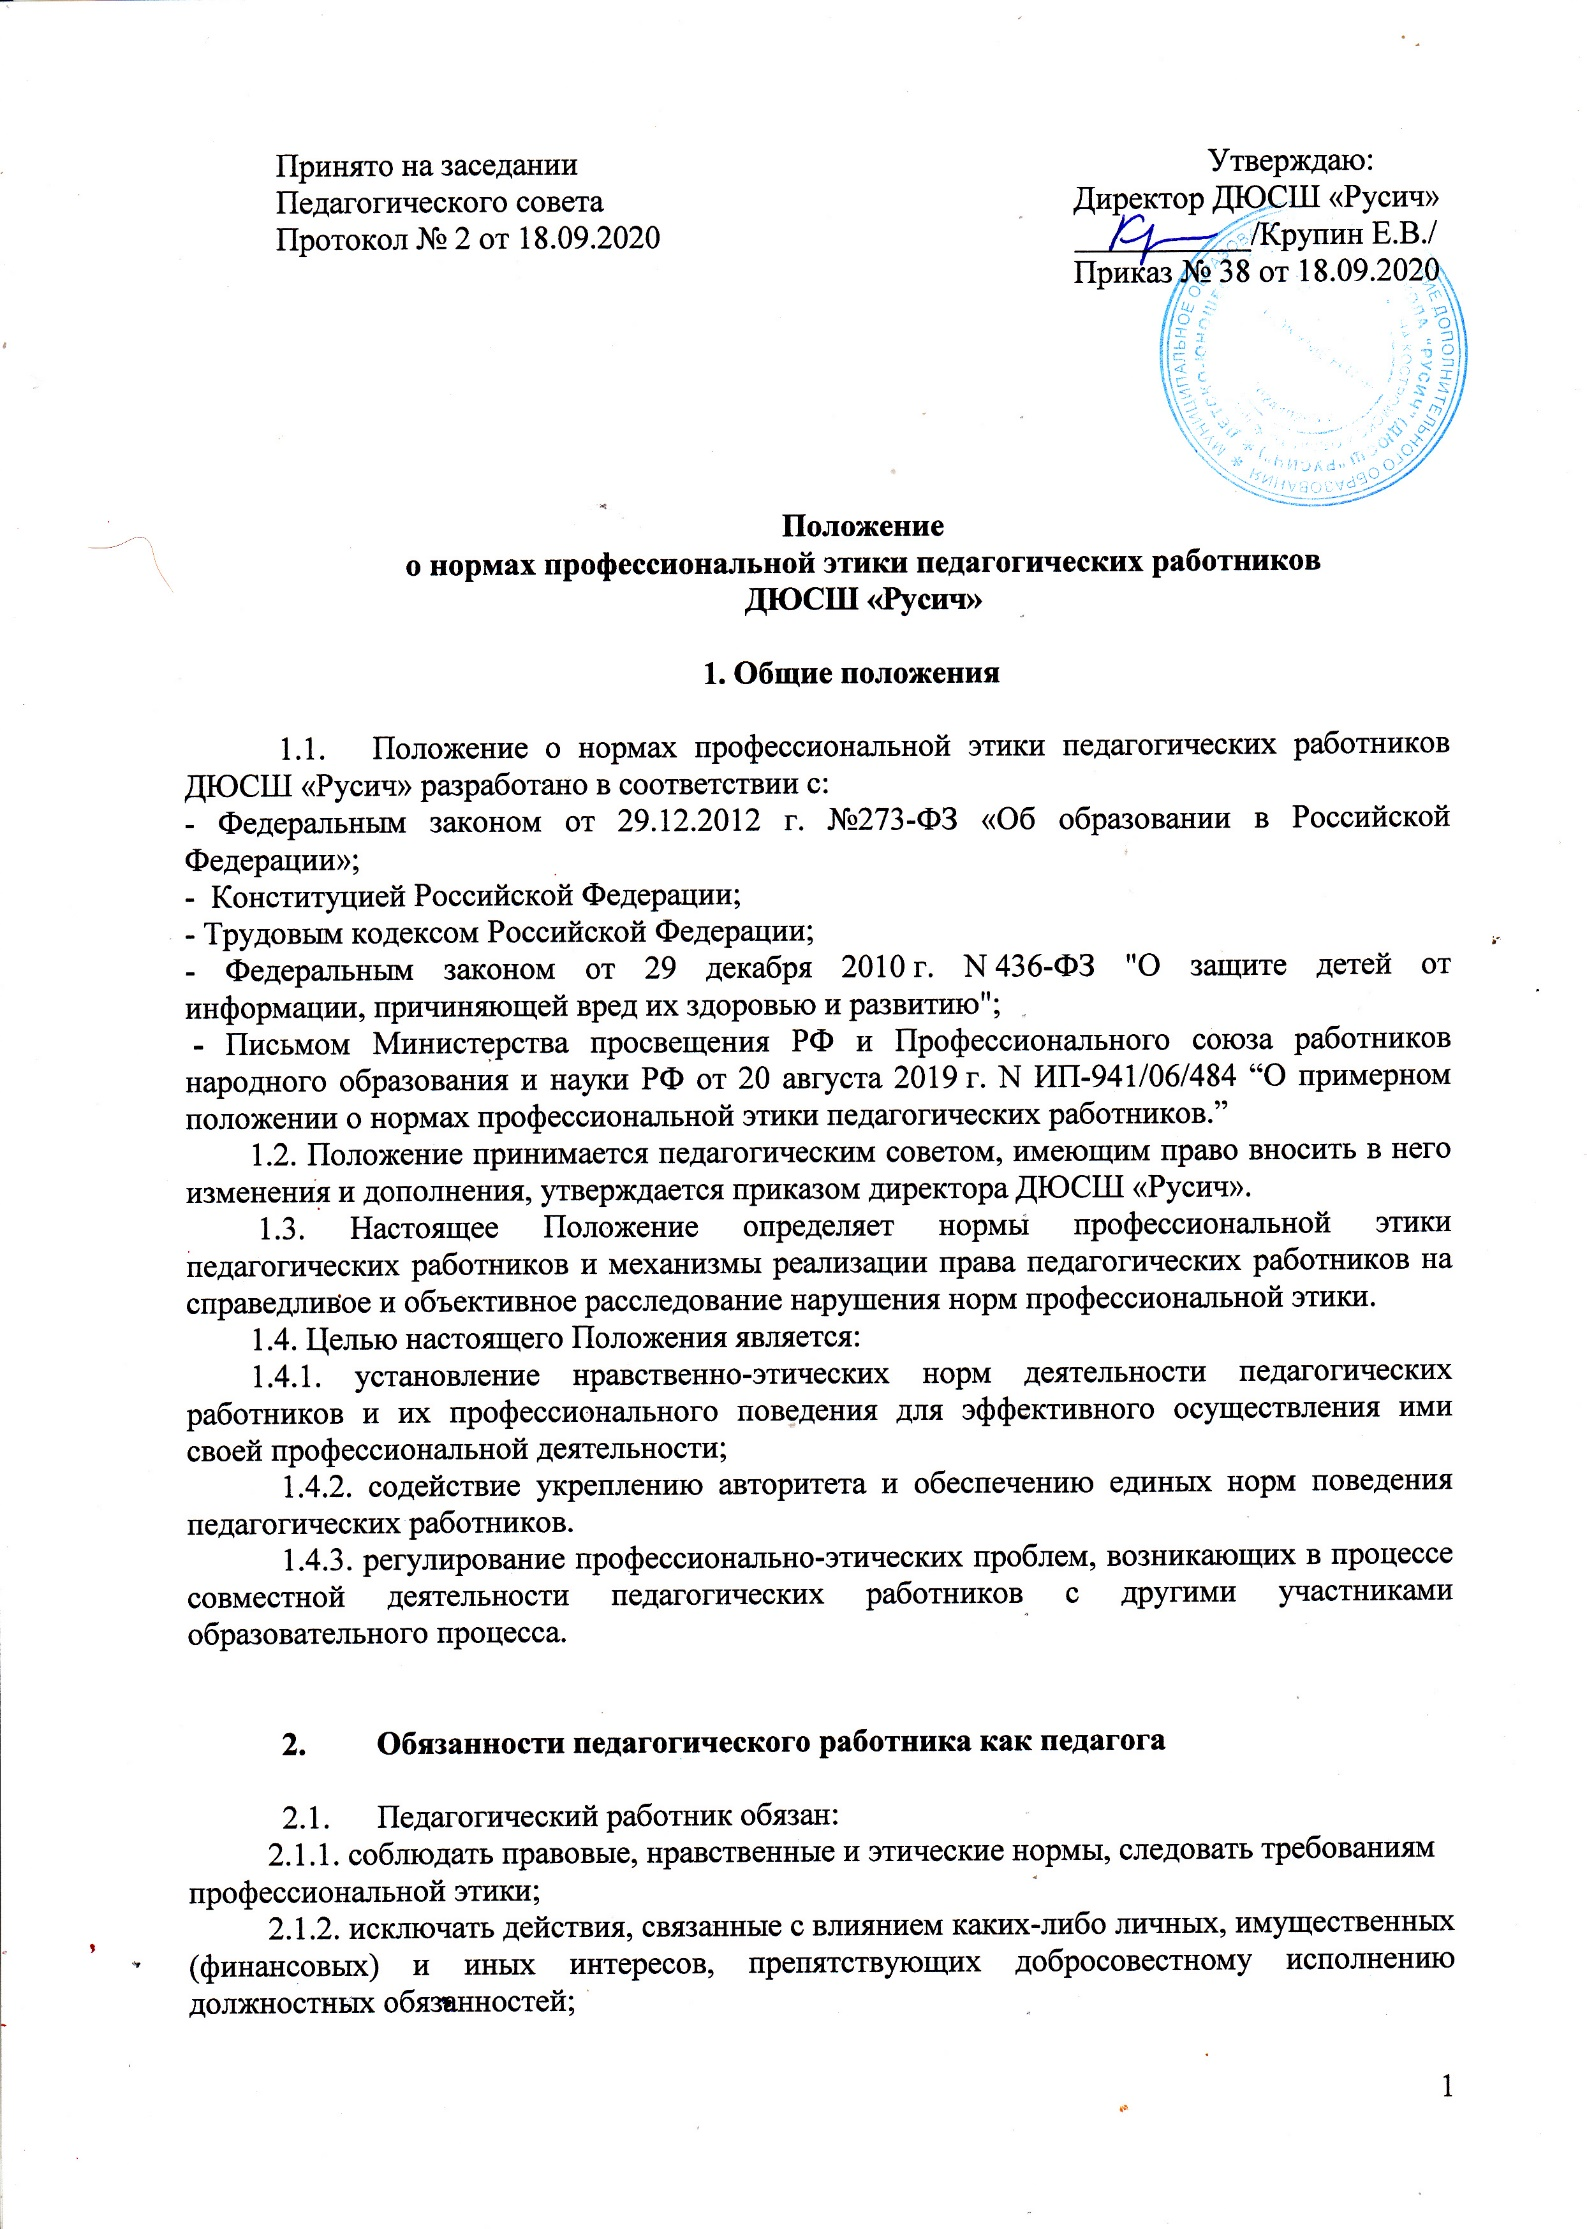 Принято на заседании
Педагогического совета
Протокол № 2 от 18.09.2020
Утверждаю:
Директор ДЮСШ «Русич»
/Крупин Е.В./
Приказ № 38 от 18.09.2020
МУНИЦИПАЛЬНОЕ ДОПОЛНИТЕЛЬНОГО ОБРАЗОВАНИЯ
"РУСИЧ" (ДЮСШ "РУСИЧ")
Положение
о нормах профессиональной этики педагогических работников
ДЮСШ «Русич»
1. Общие положения
1.1. Положение о нормах профессиональной этики педагогических работников
ДЮСШ «Русич» разработано в соответствии с:
- Федеральным законом от 29.12.2012 г. №273-ФЗ «Об образовании в Российской
Федерации»;
- Конституцией Российской Федерации;
- Трудовым кодексом Российской Федерации;
- Федеральным законом от 29 декабря 2010 г. N 436-ФЗ "О защите детей от
информации, причиняющей вред их здоровью и развитию";
- Письмом Министерства просвещения РФ и Профессионального союза работников
народного образования и науки РФ от 20 августа 2019 г. N ИП-941/06/484 “О примерном
положении о нормах профессиональной этики педагогических работников.”
1.2. Положение принимается педагогическим советом, имеющим право вносить в него
изменения и дополнения, утверждается приказом директора ДЮСШ «Русич».
1.3. Настоящее Положение определяет нормы профессиональной этики
педагогических работников и механизмы реализации права педагогических работников на
справедливое и объективное расследование нарушения норм профессиональной этики.
1.4. Целью настоящего Положения является:
1.4.1. установление нравственно-этических норм деятельности педагогических
работников и их профессионального поведения для эффективного осуществления ими
своей профессиональной деятельности;
1.4.2. содействие укреплению авторитета и обеспечению единых норм поведения
педагогических работников.
1.4.3. регулирование профессионально-этических проблем, возникающих в процессе
совместной деятельности педагогических работников с другими участниками
образовательного процесса.
2. Обязанности педагогического работника как педагога
2.1. Педагогический работник обязан:
2.1.1. соблюдать правовые, нравственные и этические нормы, следовать требованиям
профессиональной этики;
2.1.2. исключать действия, связанные с влиянием каких-либо личных, имущественных
(финансовых) и иных интересов, препятствующих добросовестному исполнению
должностных обязанностей;
1